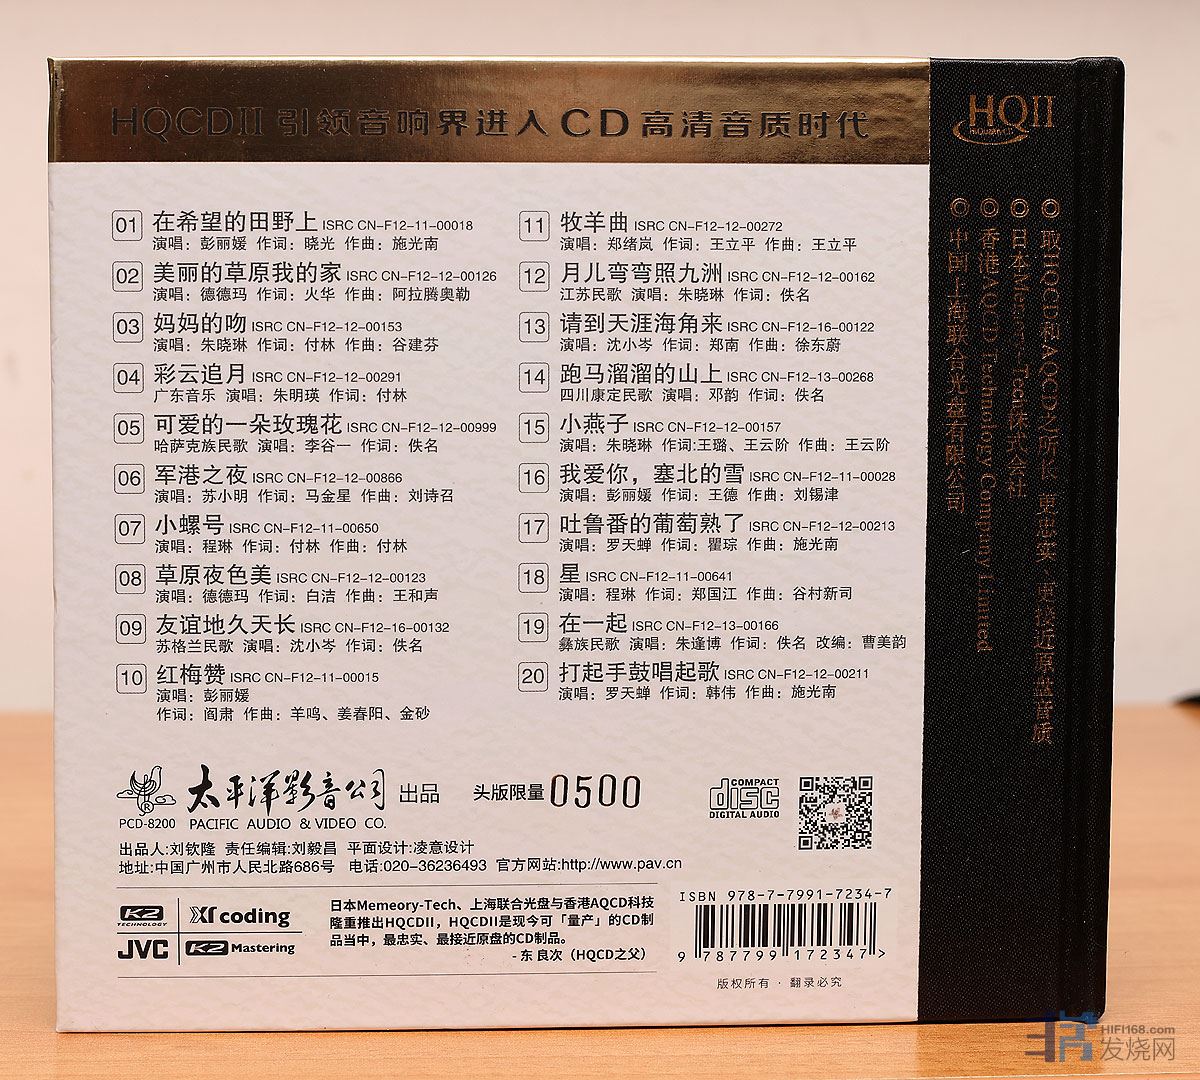 HQCDII 引领音响界进入CD高清音质时代
01 在希望的田野上 ISRC CN-F12-11-00018
演唱：彭丽媛 作词：晓光 作曲：施光南
02 美丽的草原我的家 ISRC CN-F12-12-00126
演唱：德德玛 作词：火华 作曲：阿拉腾奥勒
03 妈妈的吻 ISRC CN-F12-12-00153
演唱：朱晓琳 作词：付林 作曲：谷建芬
04 彩云追月 ISRC CN-F12-12-00291
广东音乐 演唱：朱明瑛 作词：付林
05 可爱的一朵玫瑰花 ISRC CN-F12-12-00999
哈萨克族民歌 演唱：李谷一 作词：佚名
06 军港之夜 ISRC CN-F12-12-00866
演唱：苏小明 作词：马金星 作曲：刘诗召
07 小螺号 ISRC CN-F12-11-00650
演唱：程琳 作词：付林 作曲：付林
08 草原夜色美 ISRC CN-F12-12-00123
演唱：德德玛 作词：白洁 作曲：王和声
09 友谊地久天长 ISRC CN-F12-16-00132
苏格兰民歌 演唱：沈小岑 作词：佚名
10 红梅赞 ISRC CN-F12-11-00015
演唱：彭丽媛
作词：阎肃 作曲：羊鸣、姜春阳、金砂
11 牧羊曲 ISRC CN-F12-12-00272
演唱：郑绪岚 作词：王立平 作曲：王立平
12 月儿弯弯照九洲 ISRC CN-F12-12-00162
江苏民歌 演唱：朱晓琳 作词：佚名
13 请到天涯海角来 ISRC CN-F12-16-00122
演唱：沈小岑 作词：郑南 作曲：徐东蔚
14 跑马溜溜的山上 ISRC CN-F12-13-00268
四川康定民歌 演唱：邓韵 作词：佚名
15 小燕子 ISRC CN-F12-12-00157
演唱：朱晓琳 作词:王璐、王云阶 作曲：王云阶
16 我爱你，塞北的雪 ISRC CN-F12-11-00028
演唱：彭丽媛 作词：王德 作曲：刘锡津
17 吐鲁番的葡萄熟了 ISRC CN-F12-12-00213
演唱：罗天蝉 作词：瞿琮 作曲：施光南
18 星 ISRC CN-F12-11-00641
演唱：程琳 作词：郑国江 作曲：谷村新司
19 在一起 ISRC CN-F12-13-00166
彝族民歌 演唱：朱逢博 作词：佚名 改编：曹美韵
20 打起手鼓唱起歌 ISRC CN-F12-12-00211
演唱：罗天蝉 作词：韩伟 作曲：施光南
太平洋影音公司 出品 头版限量 0500
PCD-8200 PACIFIC AUDIO & VIDEO CO.
COMPACT
disc
DIGITAL AUDIO
出品人:刘钦隆 责任编辑:刘毅昌 平面设计:凌意设计
地址:中国广州市人民北路686号 电话:020-36236493 官方网站:http://www.pav.cn
K2
TECHNOLOGY
XR coding
JVC
K2 Mastering
日本Memeory-Tech、上海联合光盘与香港AQCD科技
隆重推出HQCDII，HQCDII是现今可「量产」的CD制
品当中，最忠实、最接近原盘的CD制品。
- 东 良次（HQCD之父）
ISBN 978-7-7991-7234-7
9 787799 172347 >
版权所有 · 翻录必究
HQII
◎ 取HQCD和AQCD之所长 更忠实、更接近原盘音质
◎ 日本Memory-Tech株式会社
◎ 香港AQCD Technology Company Limited
◎ 中国上海联合光盘有限公司
HIFI168.com
发烧网